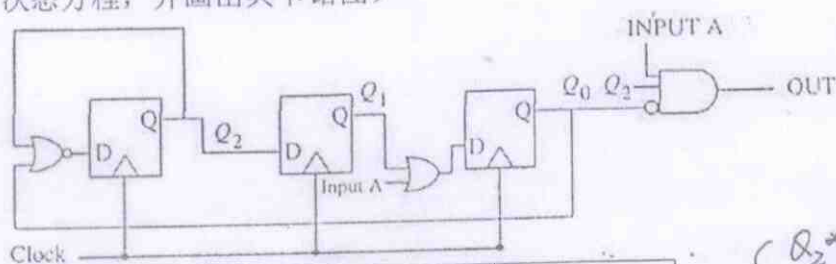 状态方程，并画出其卡诺图。
INPUT A
Q₁
Q₀ Q₂
OUT
Q
Q
Q
D
Q₂
D
D
Input A
Clock
Q₂*